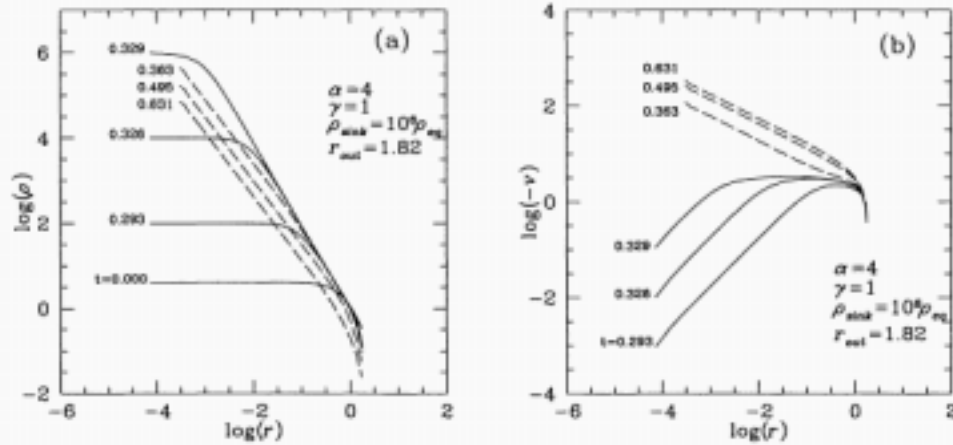 (a)
6
4
2
0
−2
log(ρ)
0.329
0.363
0.495
0.631
0.326
0.293
t=0.000
α=4
γ=1
r_out=1.82
−6
−4
−2
0
2
log(r)
(b)
4
2
0
−2
−4
log(−v)
0.631
0.495
0.363
0.329
0.326
t=0.293
α=4
γ=1
r_out=1.82
−6
−4
−2
0
2
log(r)